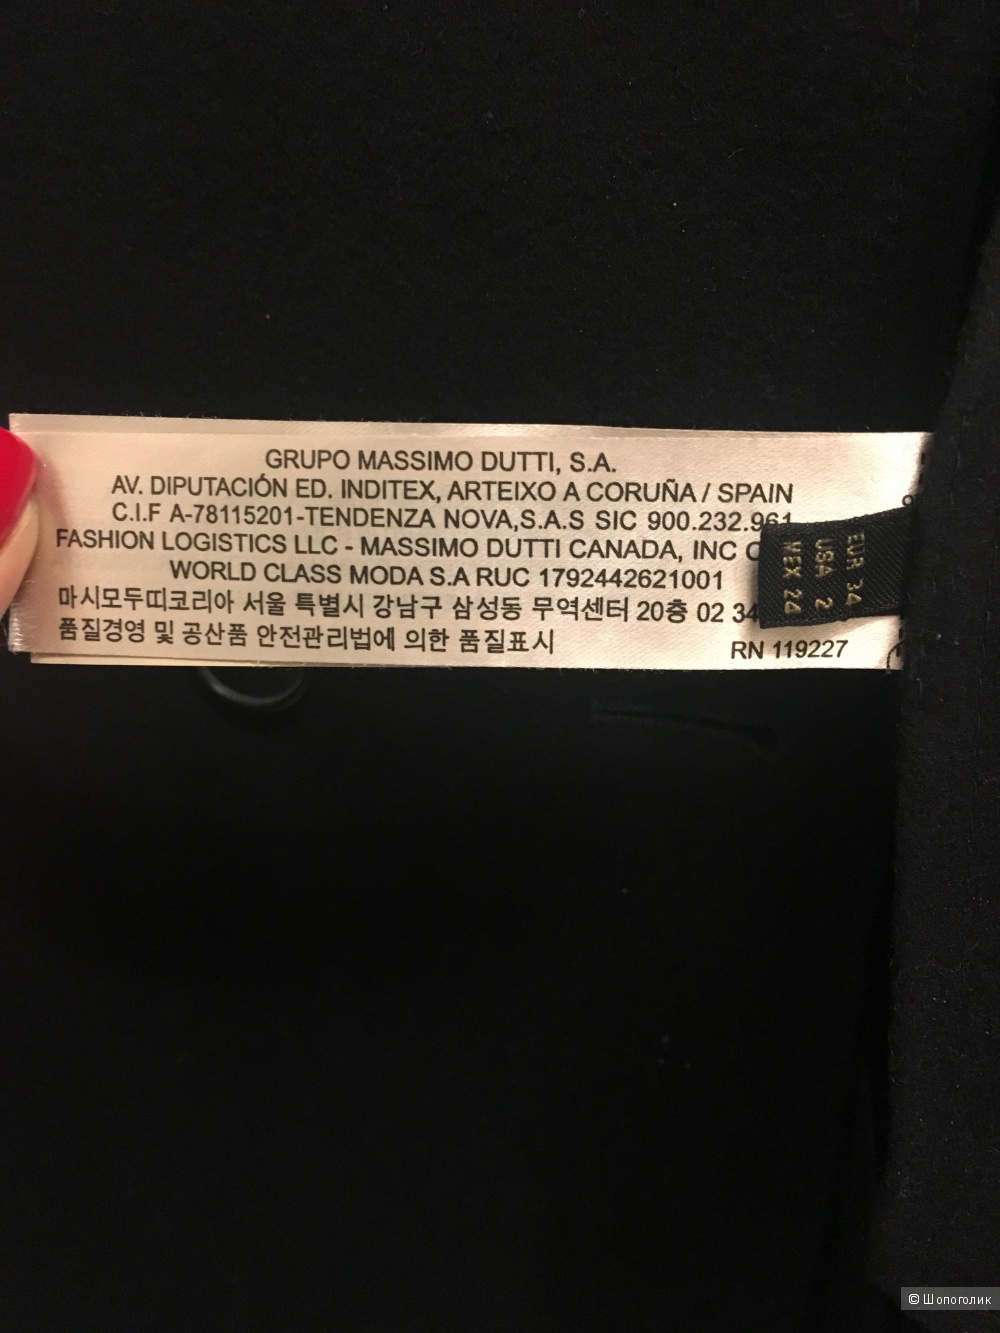 GRUPO MASSIMO DUTTI, S.A.
AV. DIPUTACIÓN ED. INDITEX, ARTEIXO A CORUÑA / SPAIN
C.I.F A-78115201-TENDENZA NOVA,S.A.S SIC 900.232.961
FASHION LOGISTICS LLC - MASSIMO DUTTI CANADA, INC
WORLD CLASS MODA S.A RUC 1792442621001
마시모두띠코리아 서울 특별시 강남구 삼성동 무역센터 20층 02 34
품질경영 및 공산품 안전관리법에 의한 품질표시
RN 119227
EUR 34
USA 2
MEX 24
© Шопоголик